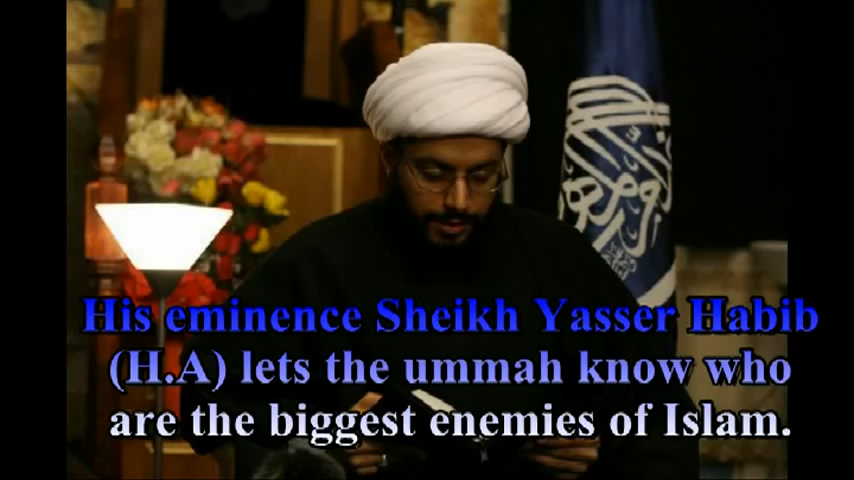 His eminence Sheikh Yasser Habib
(H.A) lets the ummah know who
are the biggest enemies of Islam.